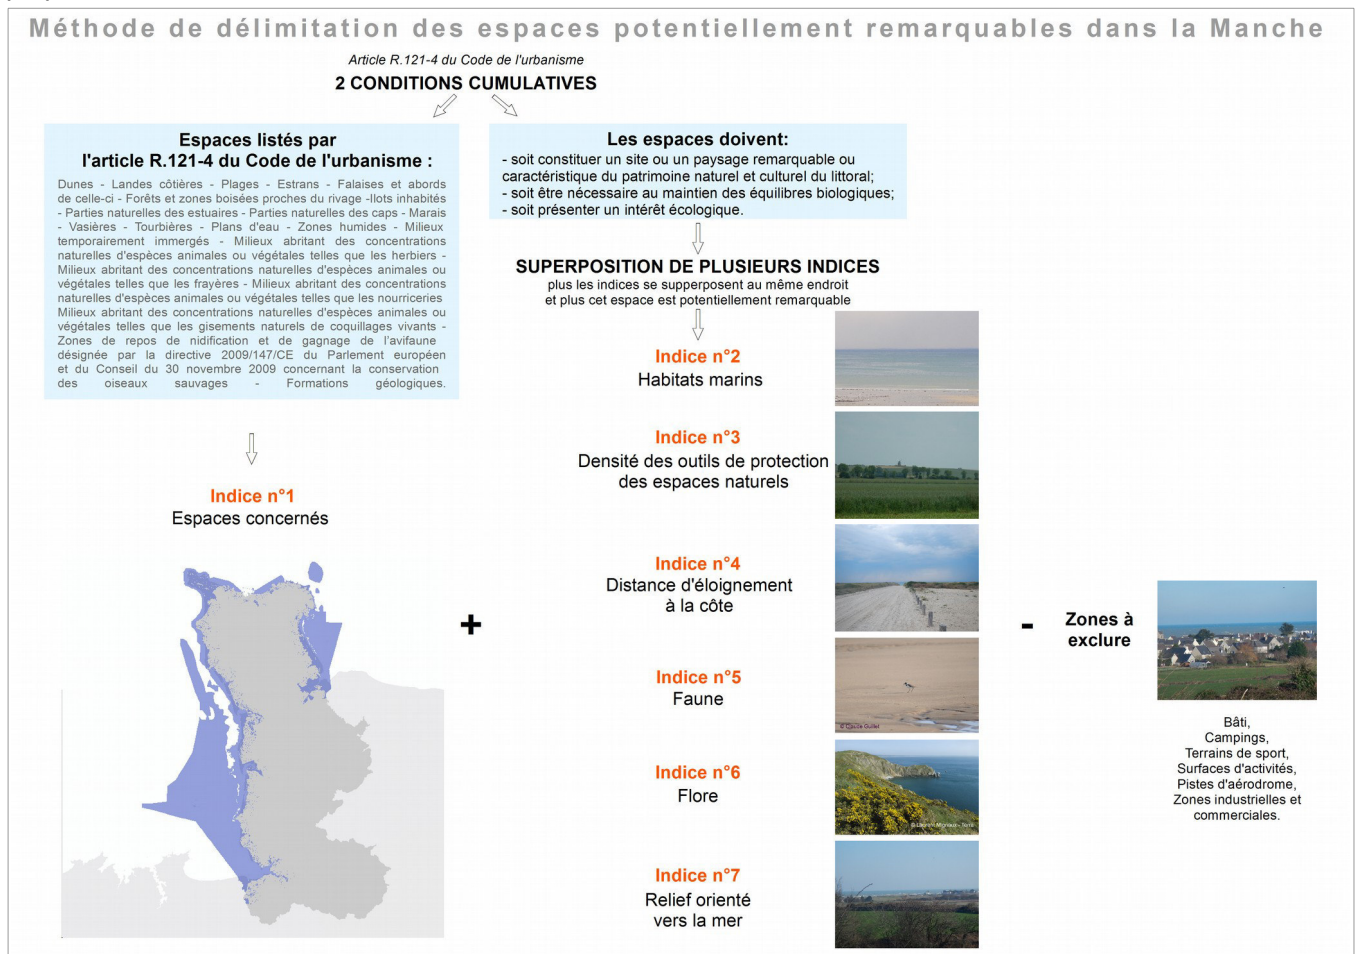 Méthode de délimitation des espaces potentiellement remarquables dans la Manche
Article R.121-4 du Code de l'urbanisme
2 CONDITIONS CUMULATIVES
Espaces listés par
l'article R.121-4 du Code de l'urbanisme :
Dunes - Landes côtières - Plages - Estrans - Falaises et abords
de celle-ci - Forêts et zones boisées proches du rivage -Ilots inhabités
- Parties naturelles des estuaires - Parties naturelles des caps - Marais
- Vasières - Tourbières - Plans d'eau - Zones humides - Milieux
temporairement immergés - Milieux abritant des concentrations
naturelles d'espèces animales ou végétales telles que les herbiers -
Milieux abritant des concentrations naturelles d'espèces animales ou
végétales telles que les frayères - Milieux abritant des concentrations
naturelles d'espèces animales ou végétales telles que les nourriceries
Milieux abritant des concentrations naturelles d'espèces animales ou
végétales telles que les gisements naturels de coquillages vivants -
Zones de repos de nidification et de gagnage de l'avifaune
désignée par la directive 2009/147/CE du Parlement européen
et du Conseil du 30 novembre 2009 concernant la conservation
des oiseaux sauvages - Formations géologiques.
Indice n°1
Espaces concernés
+
Les espaces doivent:
- soit constituer un site ou un paysage remarquable ou
caractéristique du patrimoine naturel et culturel du littoral;
- soit être nécessaire au maintien des équilibres biologiques;
- soit présenter un intérêt écologique.
SUPERPOSITION DE PLUSIEURS INDICES
plus les indices se supperposent au même endroit
et plus cet espace est potentiellement remarquable
Indice n°2
Habitats marins
Indice n°3
Densité des outils de protection
des espaces naturels
Indice n°4
Distance d'éloignement
à la côte
Indice n°5
Faune
Indice n°6
Flore
Indice n°7
Relief orienté
vers la mer
-
Zones à
exclure
Bâti,
Campings,
Terrains de sport,
Surfaces d'activités,
Pistes d'aérodrome,
Zones industrielles et
commerciales.